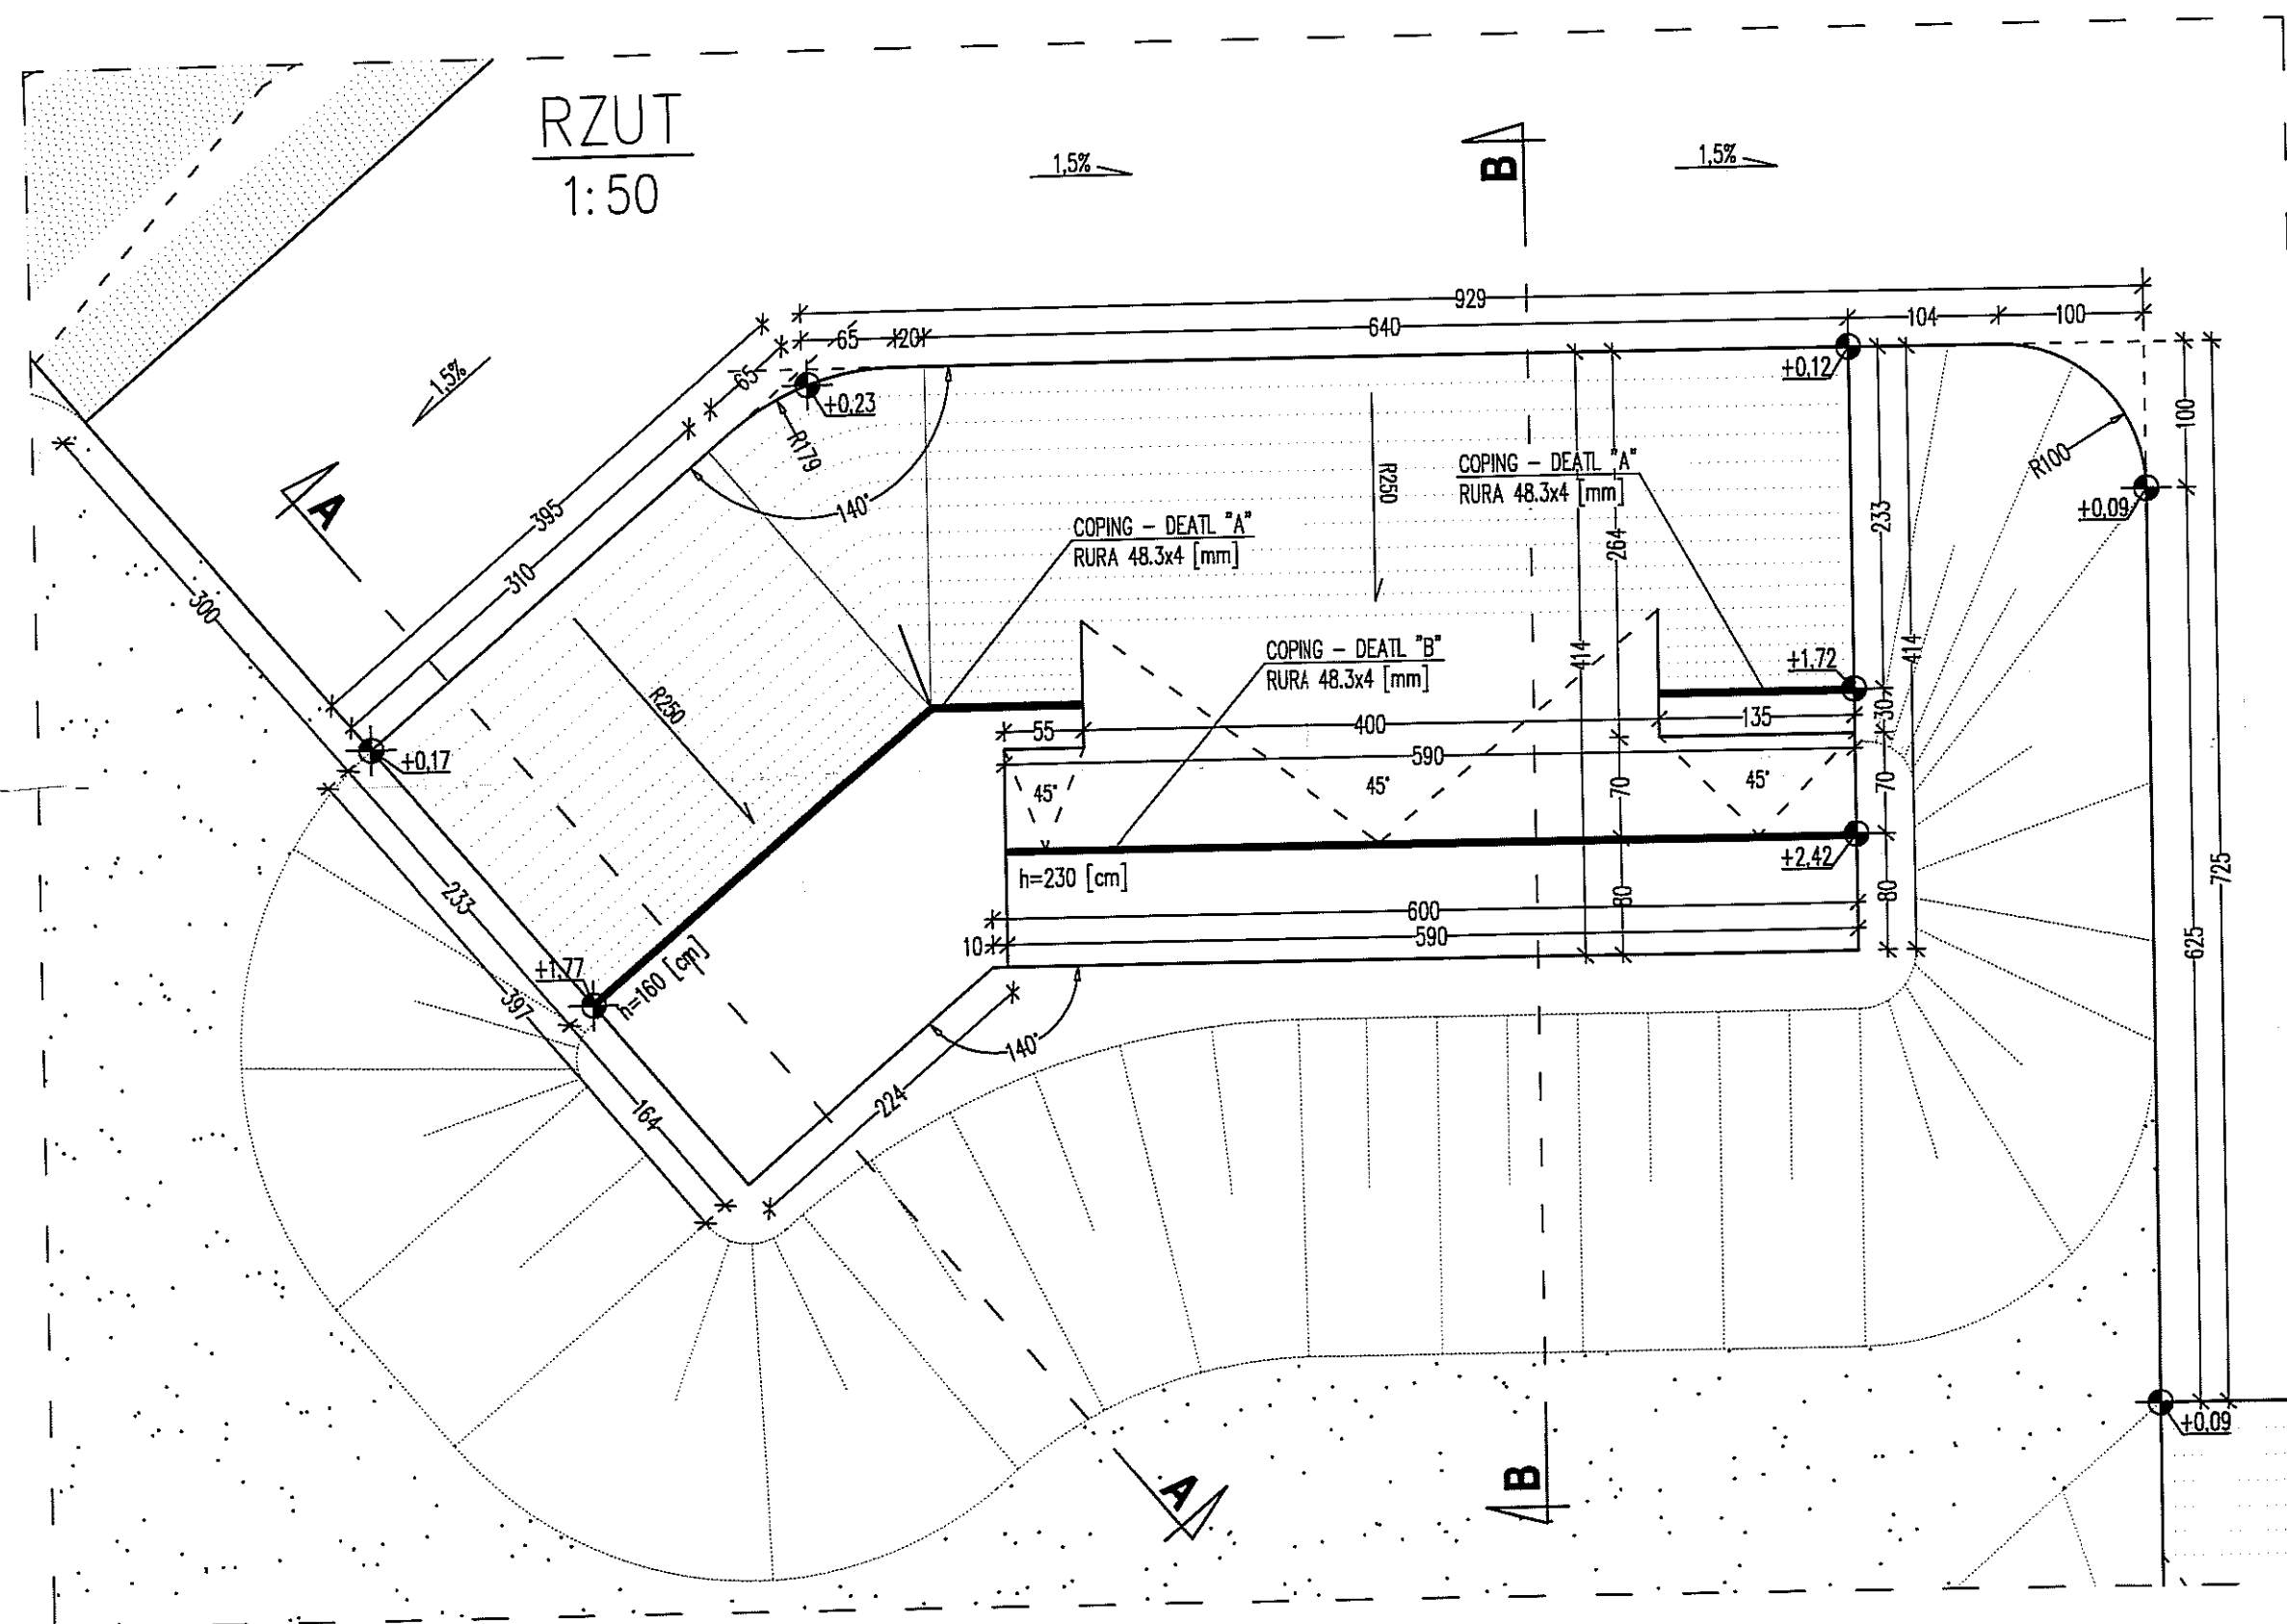 RZUT
1:50
1,5%
B
1,5%
929
65
20
640
104
100
1,5%
65
+0,23
+0,12
R179
100
A
395
140°
R250
COPING - DEATL "A"
RURA 48.3x4 [mm]
R100
+0,09
233
COPING - DEATL "A"
RURA 48.3x4 [mm]
264
310
300
COPING - DEATL "B"
RURA 48.3x4 [mm]
414
414
+1,72
R250
55
400
135
30
590
+0,17
45°
45°
45°
70
70
+2,42
h=230 [cm]
725
233
600
80
80
10
590
625
+1,77
h=160 [cm]
397
140°
164
224
+0,09
A
B